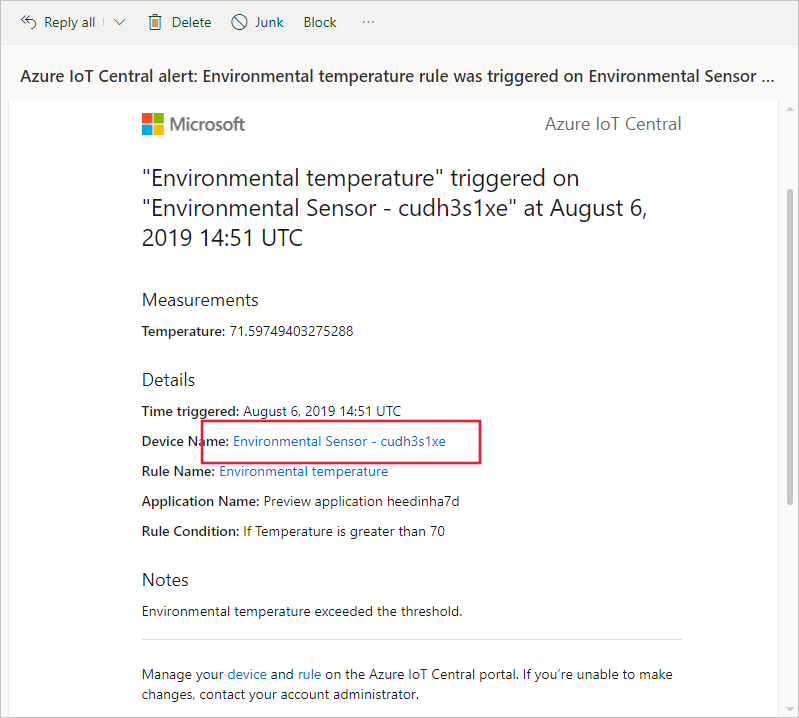 Reply all Delete Junk Block ...
Azure IoT Central alert: Environmental temperature rule was triggered on Environmental Sensor ...
Microsoft Azure IoT Central
"Environmental temperature" triggered on
"Environmental Sensor - cudh3s1xe" at August 6,
2019 14:51 UTC
Measurements
Temperature: 71.59749403275288
Details
Time triggered: August 6, 2019 14:51 UTC
Device Name: Environmental Sensor - cudh3s1xe
Rule Name: Environmental temperature
Application Name: Preview application heedinha7d
Rule Condition: If Temperature is greater than 70
Notes
Environmental temperature exceeded the threshold.
Manage your device and rule on the Azure IoT Central portal. If you’re unable to make
changes, contact your account administrator.